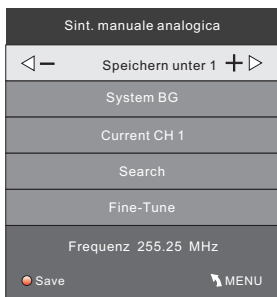 Sint. manuale analogica
Speichern unter 1
System BG
Current CH 1
Search
Fine-Tune
Frequenz 255.25 MHz
Save MENU